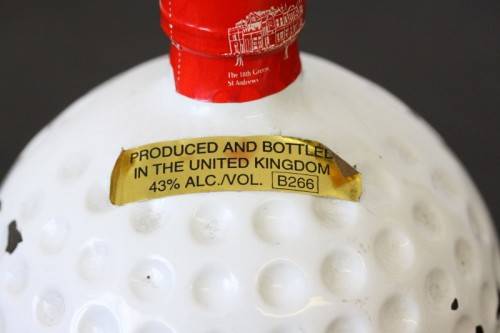 The 18th Green
St Andrews
PRODUCED AND BOTTLED
IN THE UNITED KINGDOM
43% ALC./VOL. B266